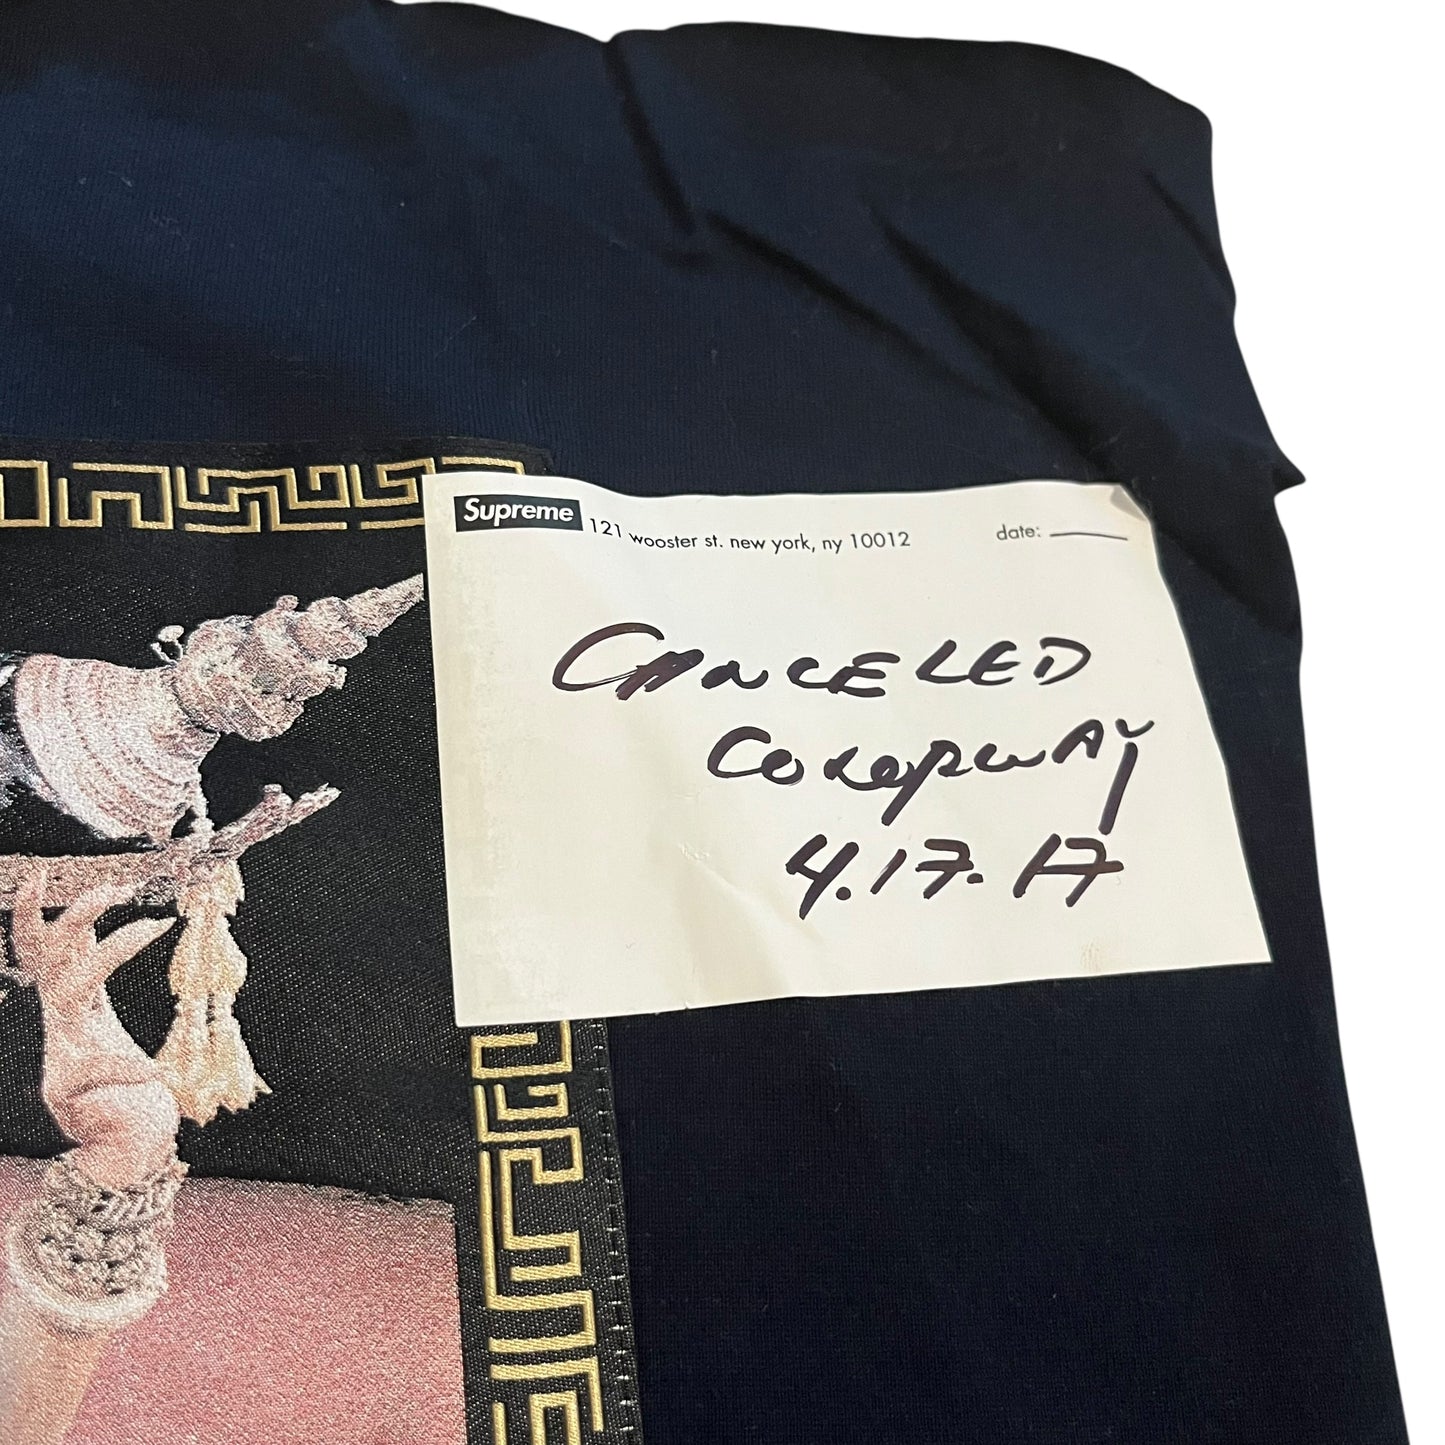 Supreme 121 wooster st. new york, ny 10012 date:
CANCELED
COLORWAY
4.17.17